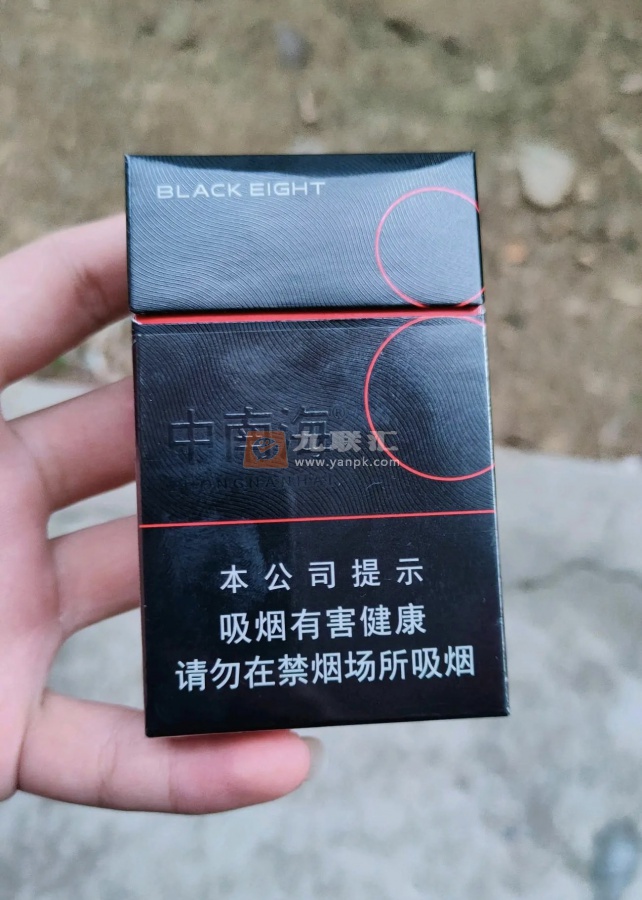 BLACK EIGHT
中南海®
九联汇
www.yanpk.com
本公司提示
吸烟有害健康
请勿在禁烟场所吸烟